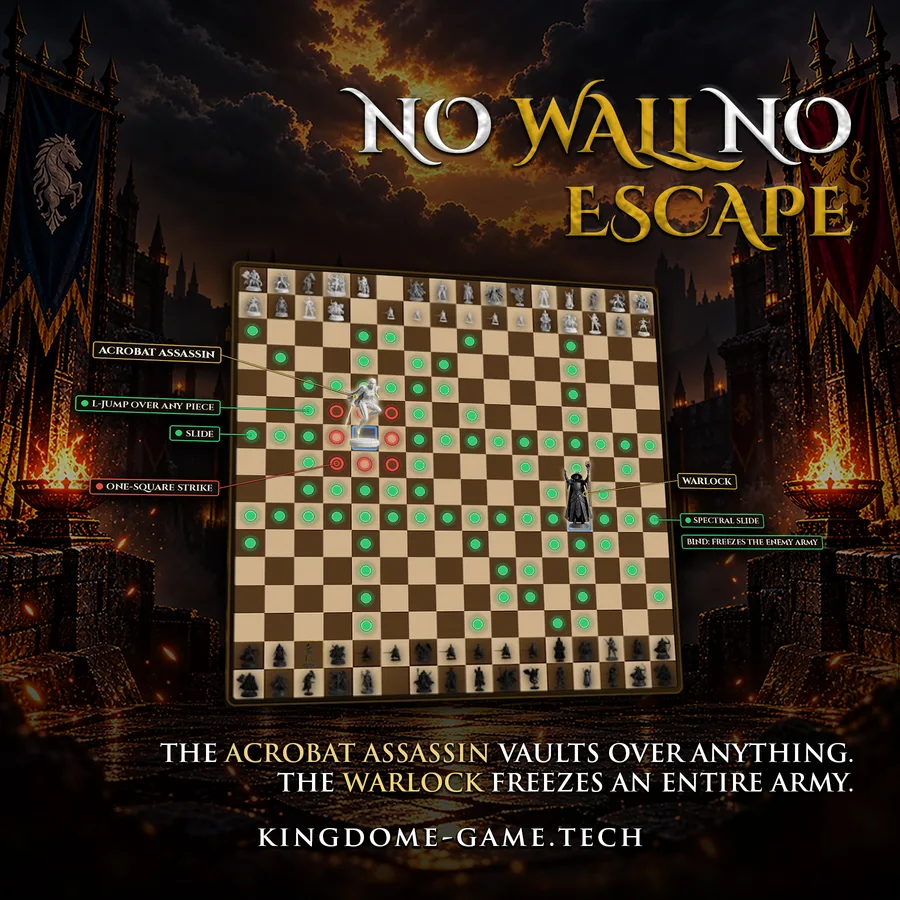 NO WALL NO
ESCAPE
ACROBAT ASSASSIN
L-JUMP OVER ANY PIECE
SLIDE
ONE-SQUARE STRIKE
WARLOCK
SPECTRAL SLIDE
BIND: FREEZES THE ENEMY ARMY
THE ACROBAT ASSASSIN VAULTS OVER ANYTHING.
THE WARLOCK FREEZES AN ENTIRE ARMY.
KINGDOME-GAME.TECH